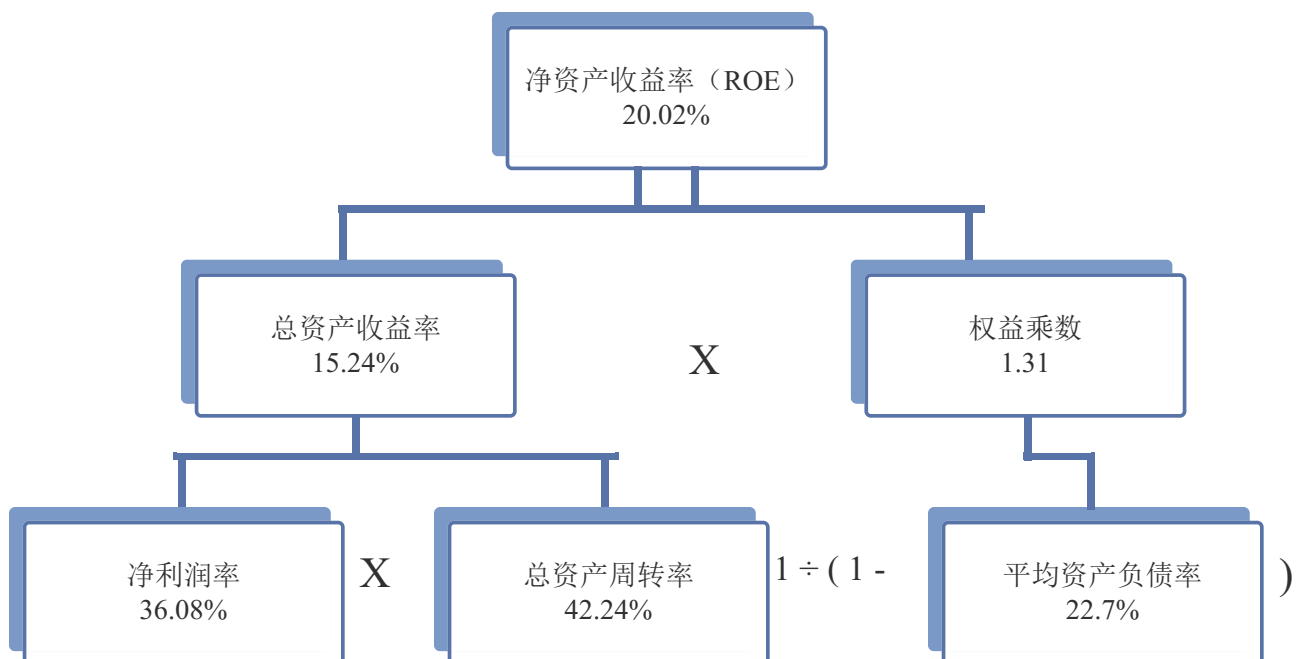 净资产收益率（ROE）
20.02%
总资产收益率
15.24%
X
权益乘数
1.31
净利润率
36.08%
X
总资产周转率
42.24%
1 ÷ ( 1 -
平均资产负债率
22.7%
)